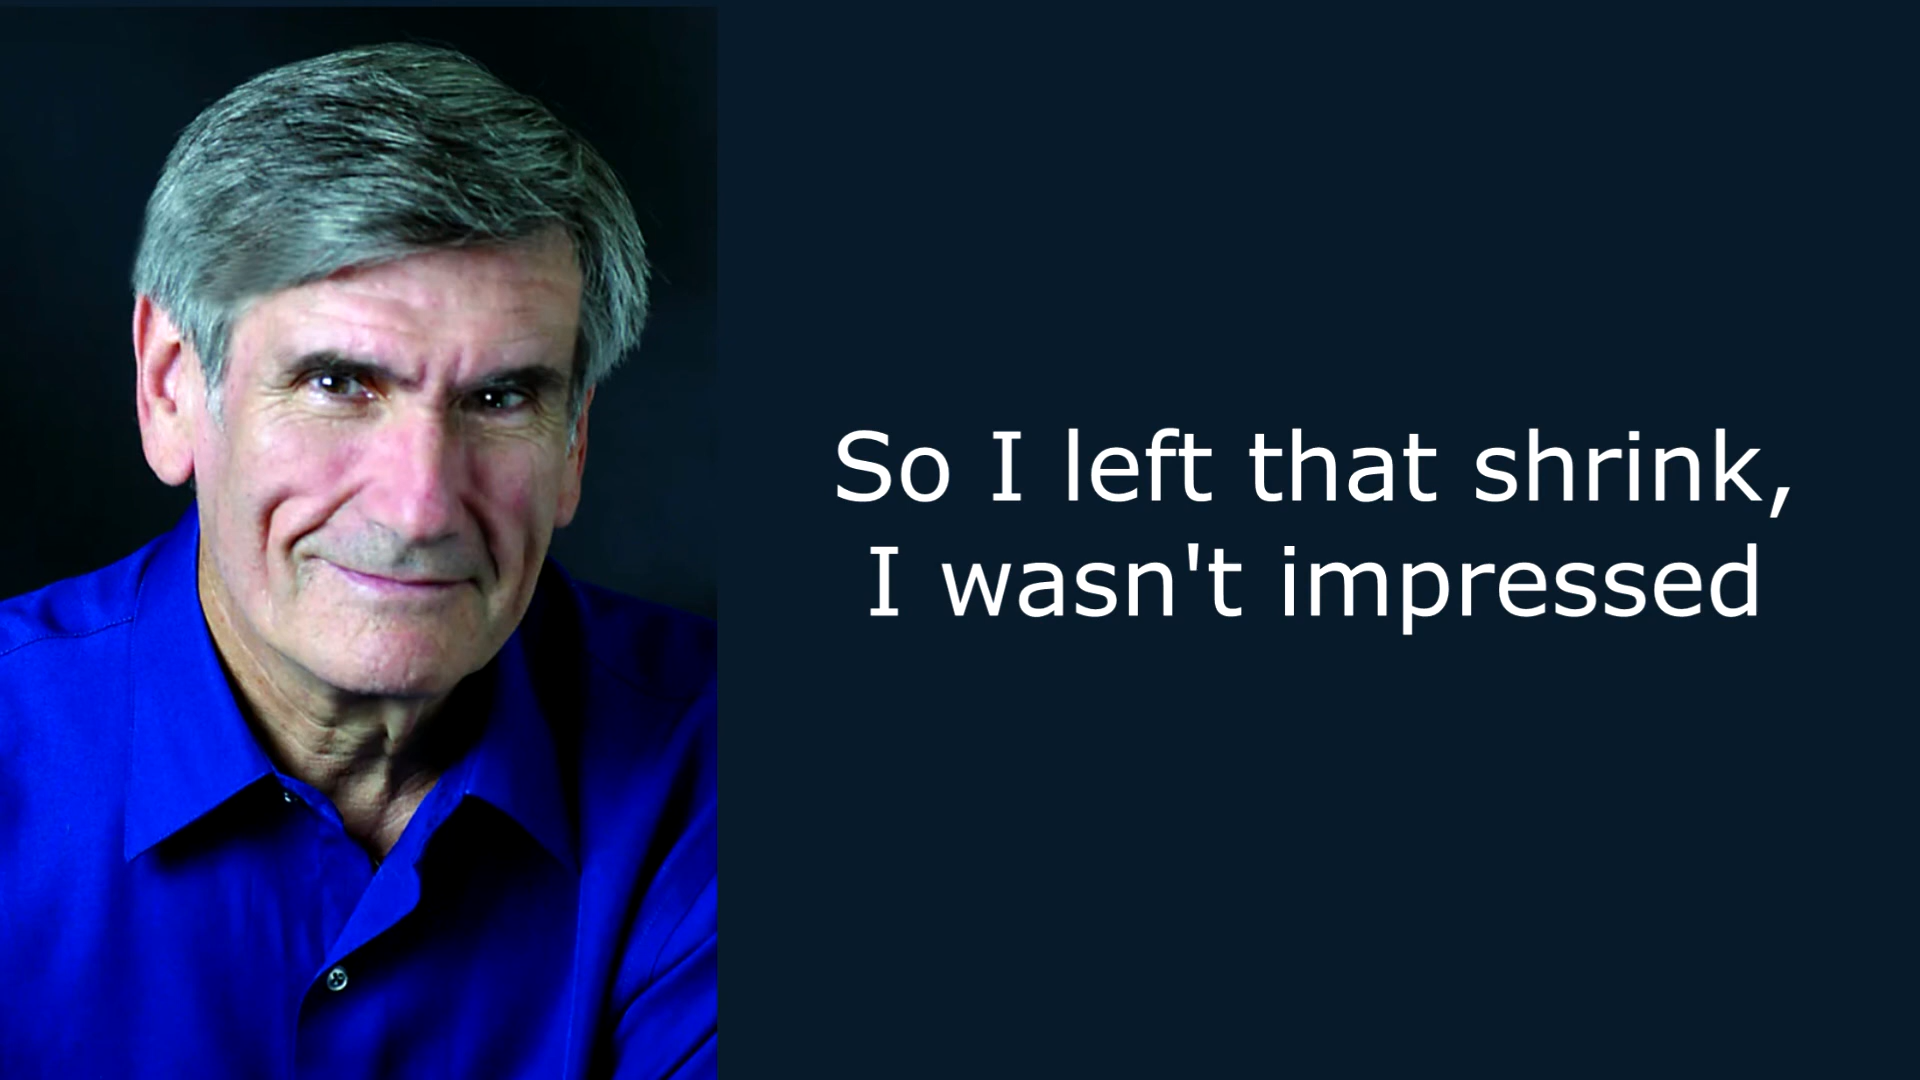 So I left that shrink,
I wasn't impressed